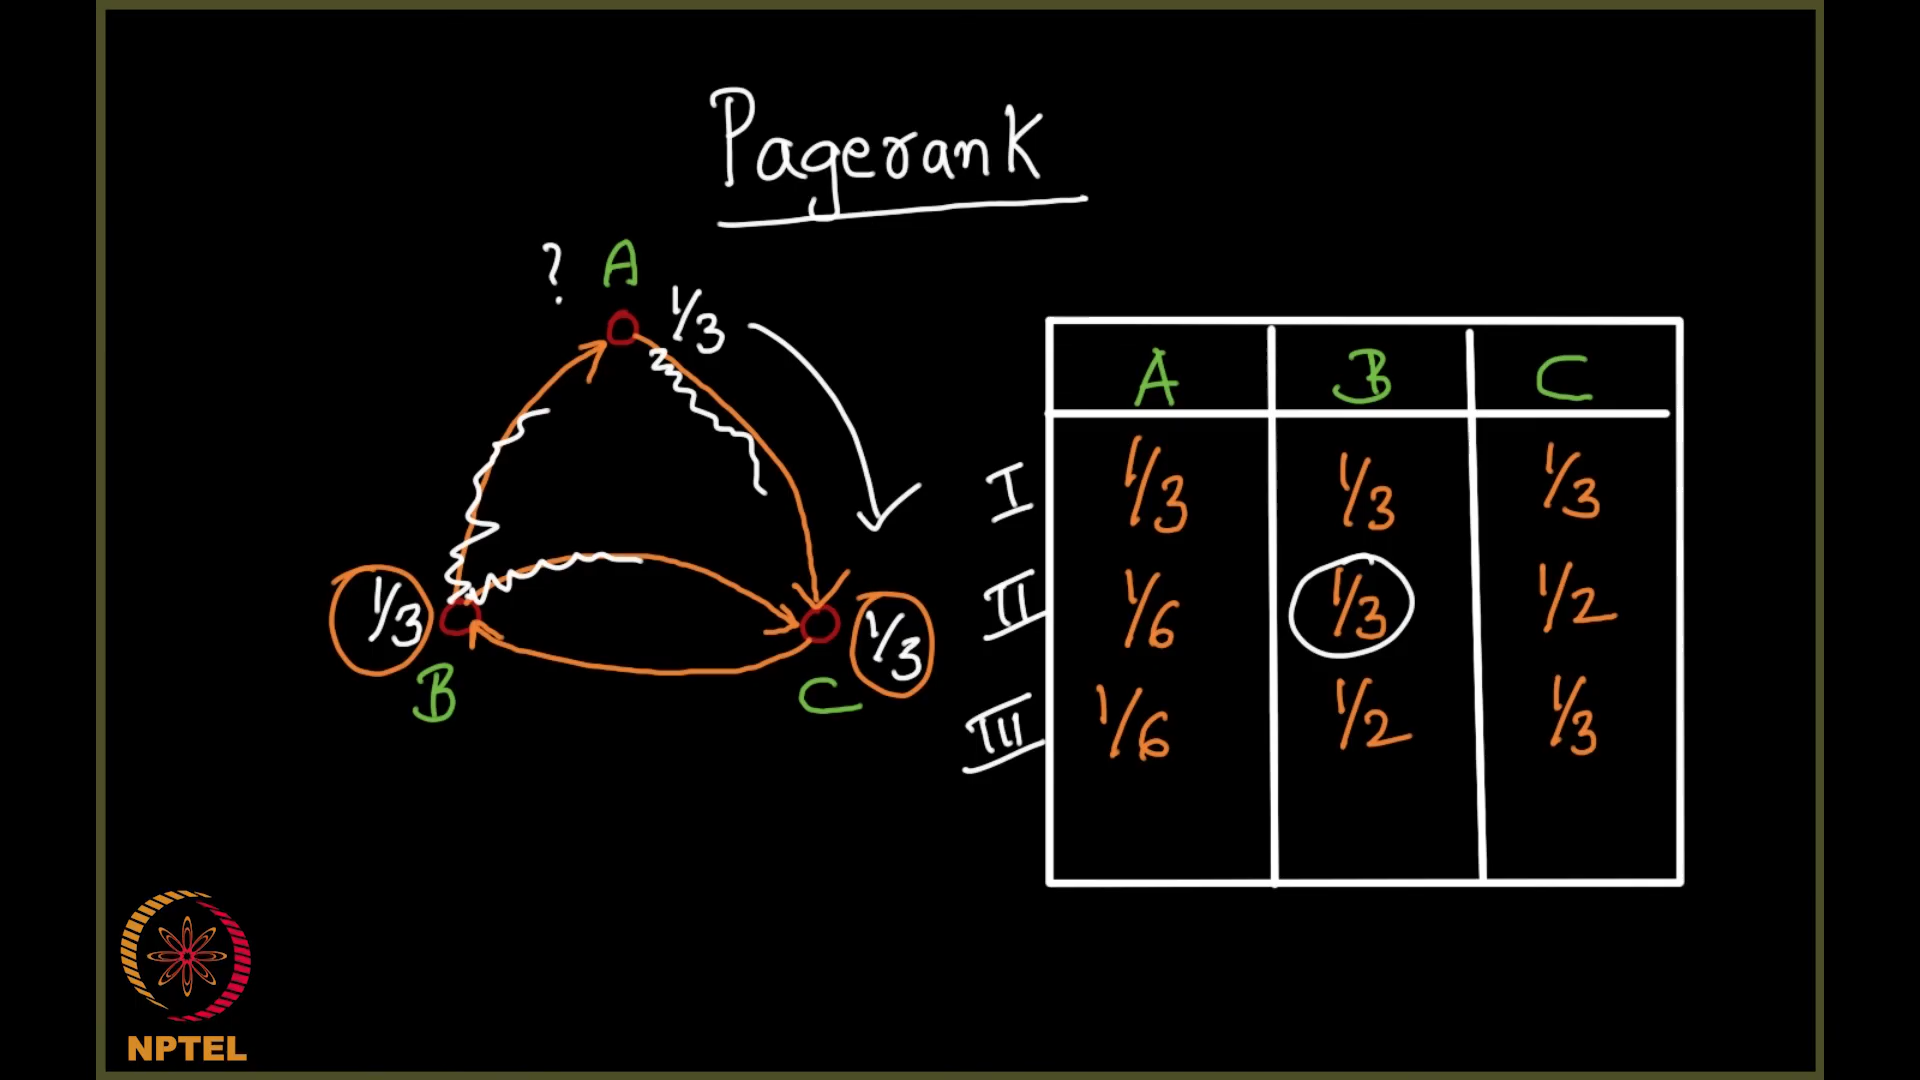 Pagerank
? A
1/3
1/3
B
C
1/3
A B C
I 1/3 1/3 1/3
II 1/6 1/3 1/2
III 1/6 1/2 1/3
NPTEL